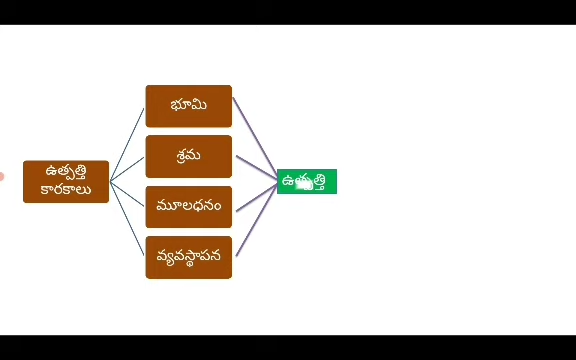 ఉత్పత్తి
కారకాలు
భూమి
శ్రమ
మూలధనం
వ్యవస్థాపన
ఉత్పత్తి